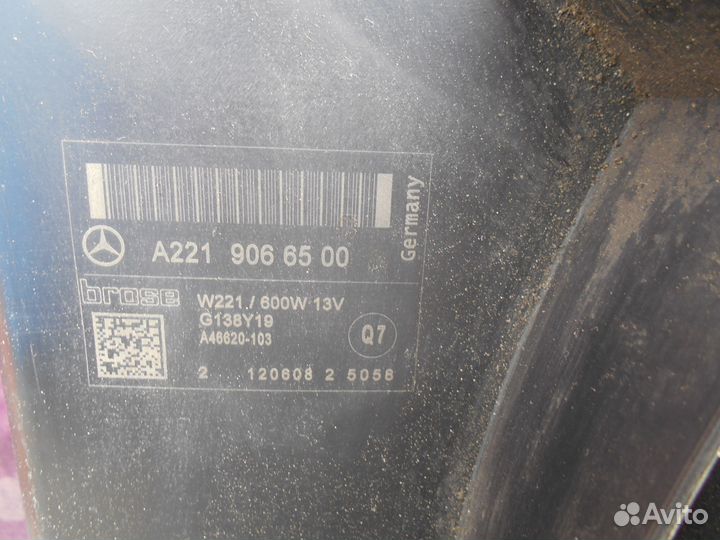 Germany
A221 906 65 00
brose
W221./ 600W 13V
G138Y19
A46620-103
Q7
2 120608 2 5056
Avito